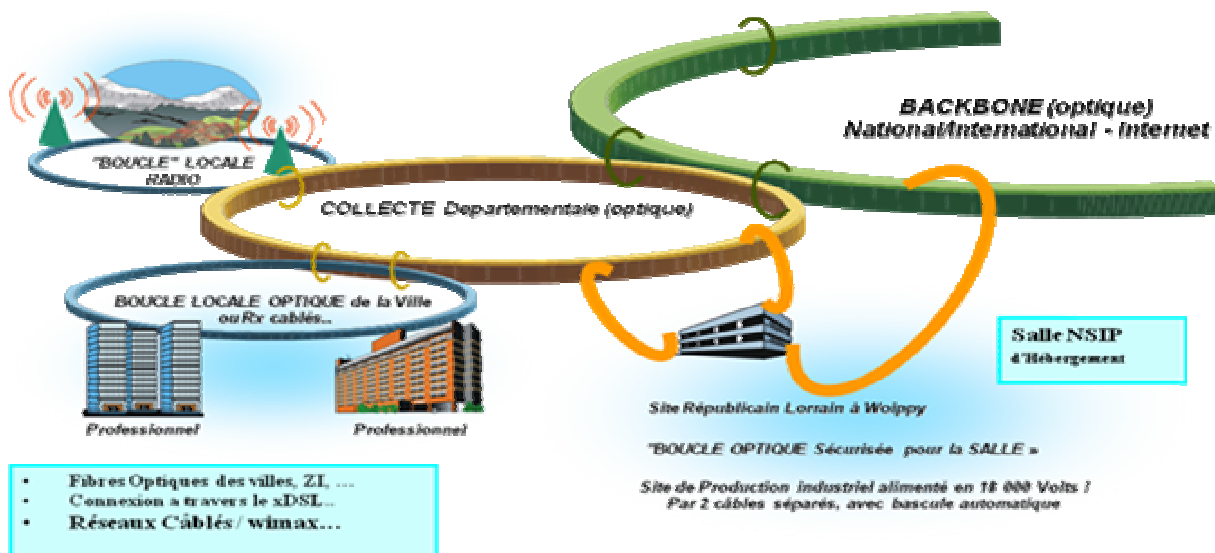 BACKBONE (optique)
National/International - Internet
"BOUCLE" LOCALE
RADIO
COLLECTE Departementale (optique)
BOUCLE LOCALE OPTIQUE de la Ville
ou Rx cablés...
Professionnel
Professionnel
Salle NSIP
d'Hébergement
Site Républicain Lorrain à Woippy
"BOUCLE OPTIQUE Sécurisée pour la SALLE »
Site de Production industriel alimenté en 18 000 Volts !
Par 2 câbles séparés, avec bascule automatique
• Fibres Optiques des villes, ZI, ...
• Connexion a travers le xDSL...
• Réseaux Câblés / wimax...